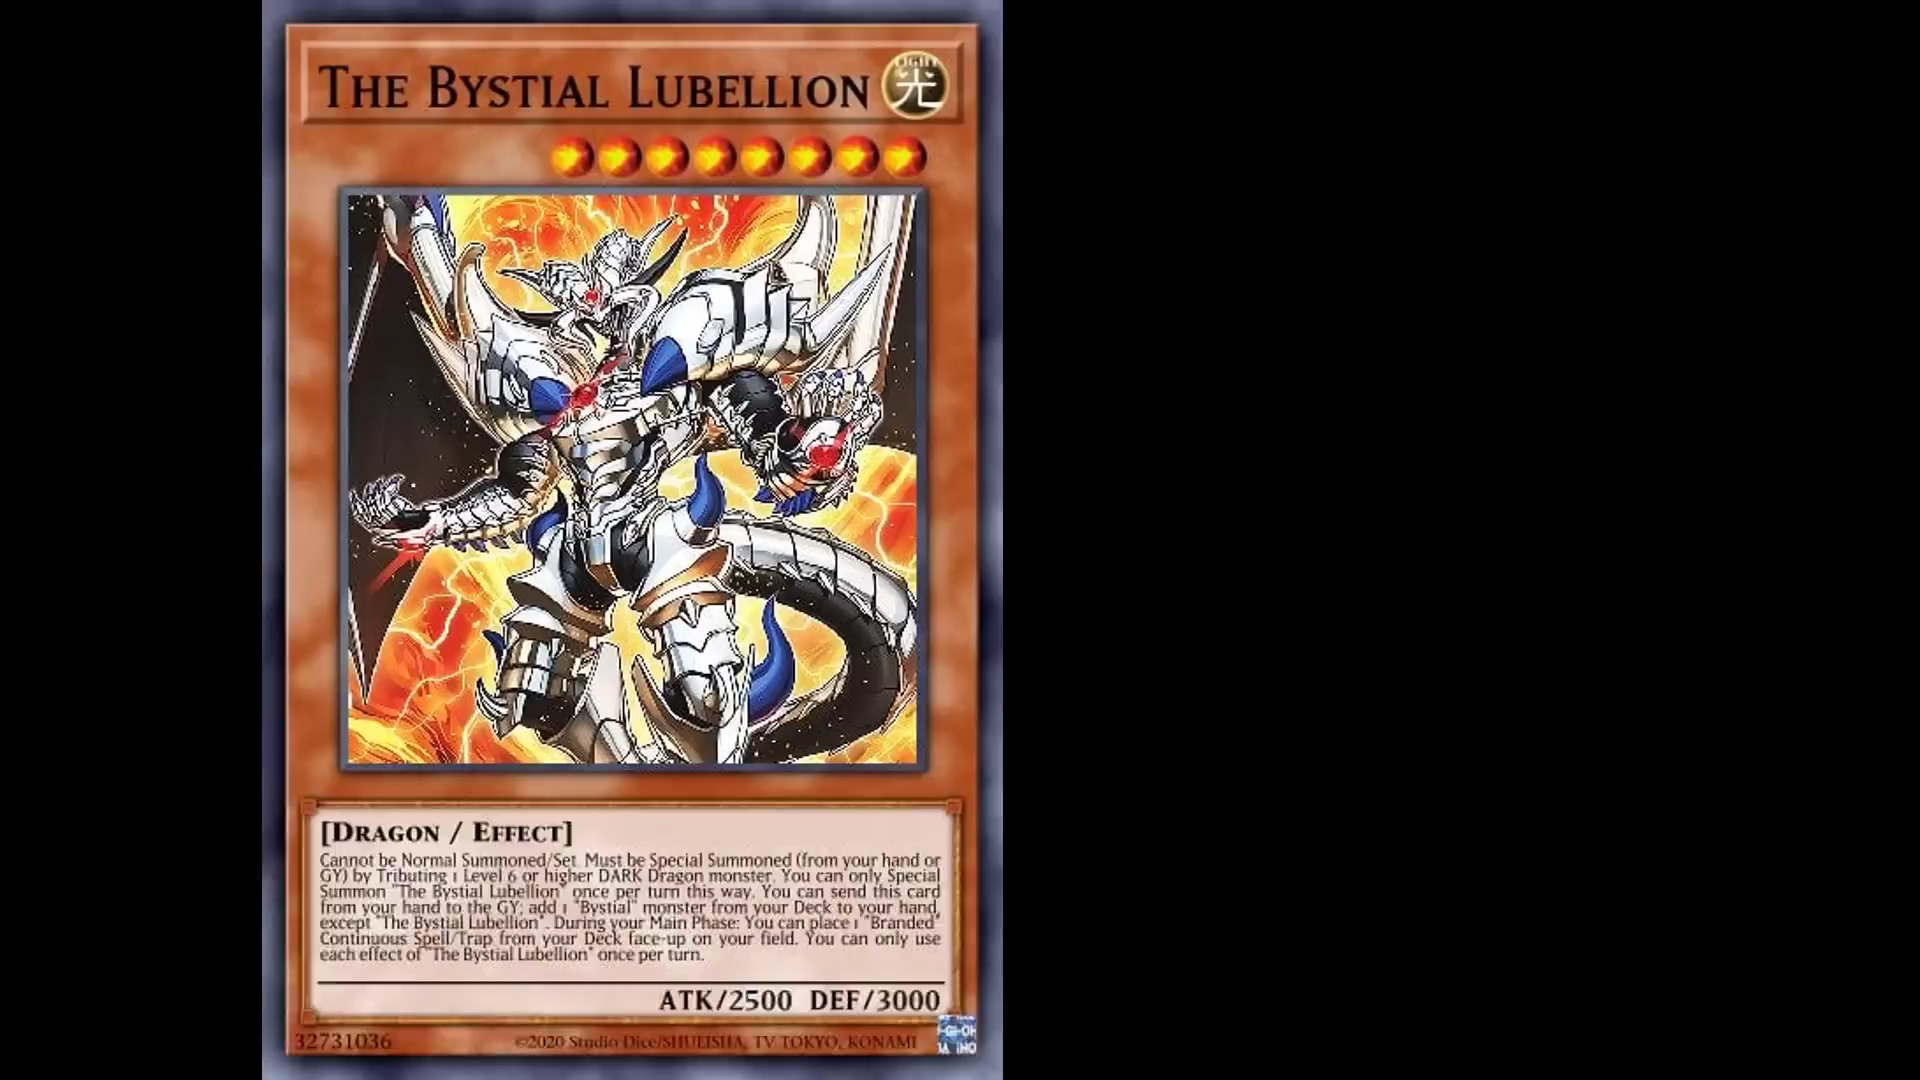 THE BYSTIAL LUBELLION
LIGHT
光
[DRAGON / EFFECT]
Cannot be Normal Summoned/Set. Must be Special Summoned (from your hand or
GY) by Tributing 1 Level 6 or higher DARK Dragon monster. You can only Special
Summon "The Bystial Lubellion" once per turn this way. You can send this card
from your hand to the GY; add 1 "Bystial" monster from your Deck to your hand,
except "The Bystial Lubellion". During your Main Phase: You can place 1 "Branded"
Continuous Spell/Trap from your Deck face-up on your field. You can only use
each effect of "The Bystial Lubellion" once per turn.
ATK/2500 DEF/3000
32731036
©2020 Studio Dice/SHUEISHA, TV TOKYO, KONAMI